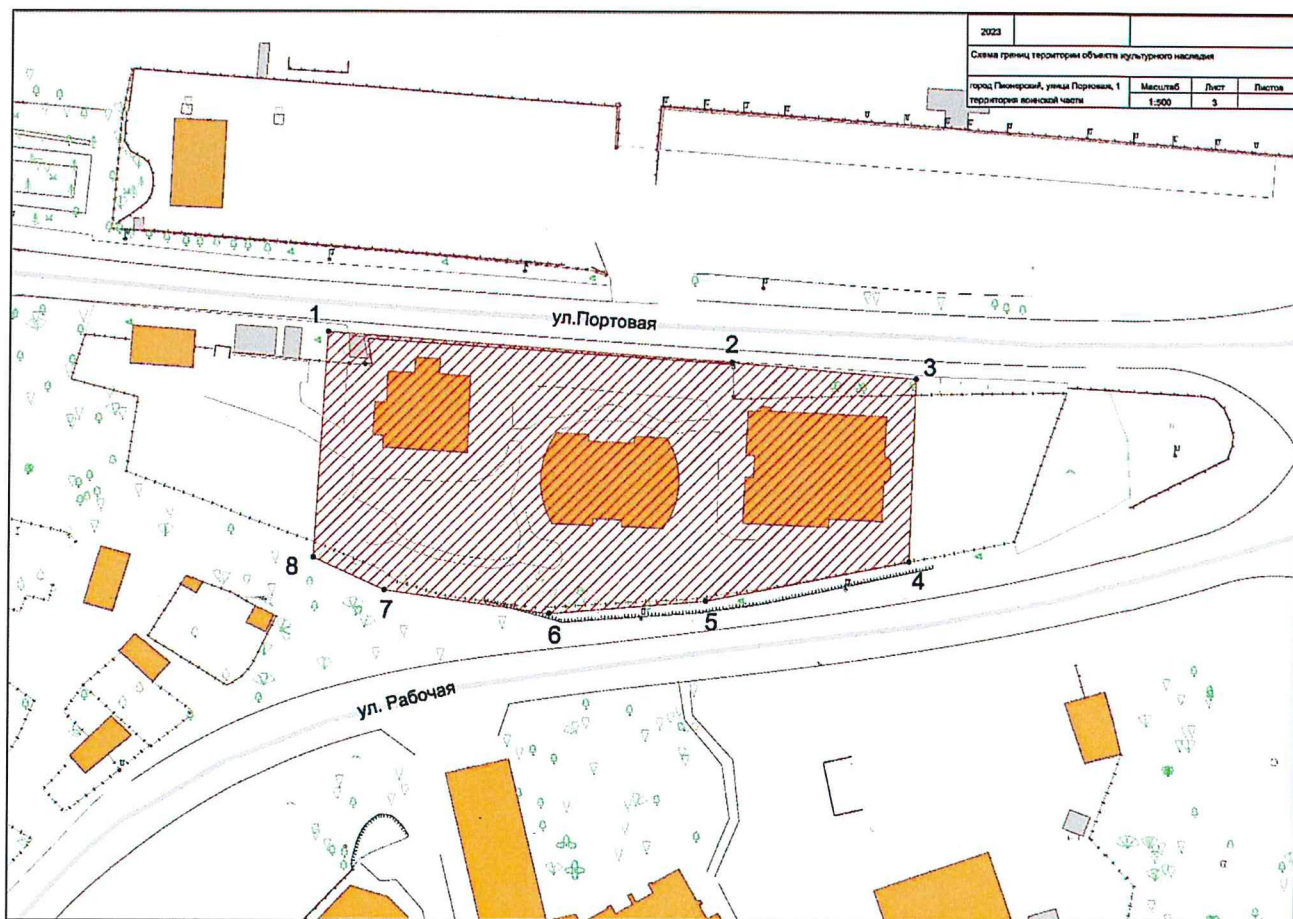 2023
Схема границ территории объекта культурного наследия
город Пионерский, улица Портовая, 1
территория воинской части
Масштаб Лист Листов
1:500 3
1
ул.Портовая
2
3
4
8
7
6
5
ул. Рабочая